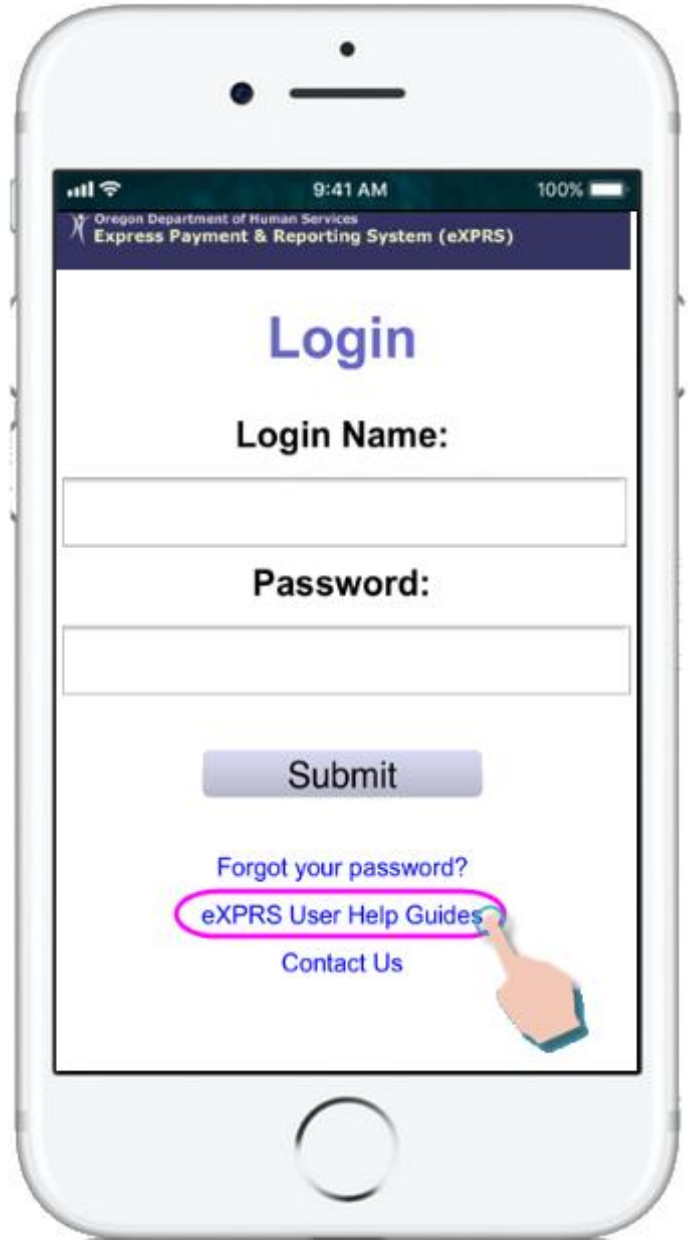 9:41 AM 100%
Oregon Department of Human Services
Express Payment & Reporting System (eXPRS)
Login
Login Name:
Password:
Submit
Forgot your password?
eXPRS User Help Guides
Contact Us